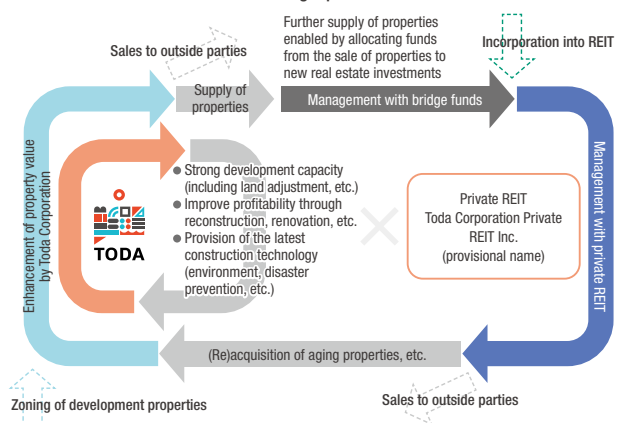 Further supply of properties
enabled by allocating funds
from the sale of properties to
new real estate investments
Sales to outside parties
Incorporation into REIT
Supply of
properties
Management with bridge funds
Enhancement of property value
by Toda Corporation
TODA
● Strong development capacity
(including land adjustment, etc.)
● Improve profitability through
reconstruction, renovation, etc.
● Provision of the latest
construction technology
(environment, disaster
prevention, etc.)
Private REIT
Toda Corporation Private
REIT Inc.
(provisional name)
Management with private REIT
(Re)acquisition of aging properties, etc.
Zoning of development properties
Sales to outside parties